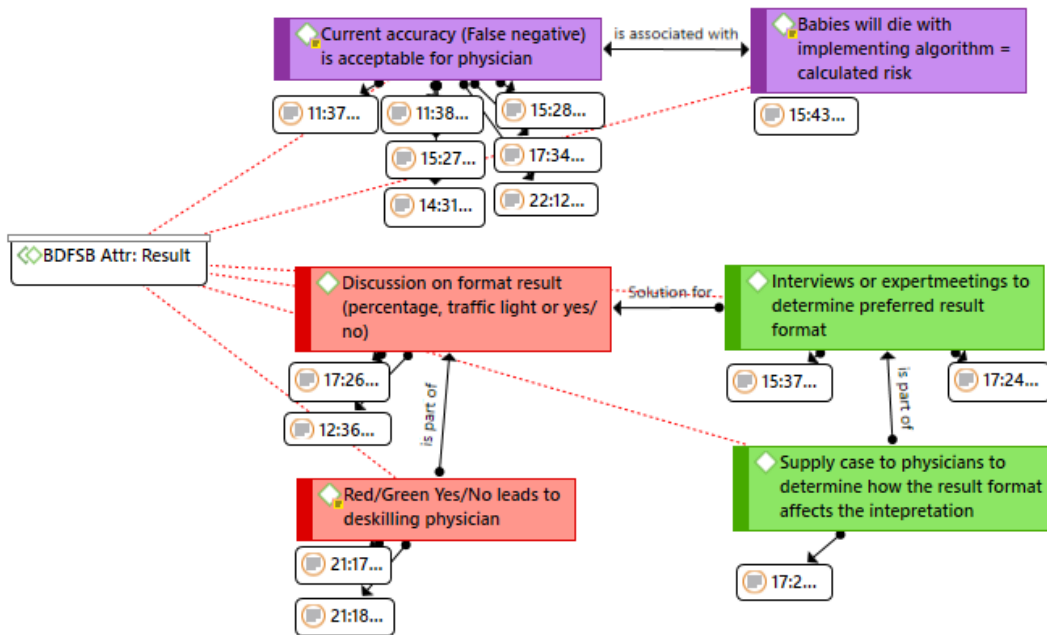 Current accuracy (False negative)
is acceptable for physician
is associated with
Babies will die with
implementing algorithm =
calculated risk
11:37...
11:38...
15:28...
15:43...
15:27...
17:34...
14:31...
22:12...
BDFSB Attr: Result
Discussion on format result
(percentage, traffic light or yes/
no)
Solution for
Interviews or expertmeetings to
determine preferred result
format
17:26...
12:36...
15:37...
17:24...
is part of
is part of
Red/Green Yes/No leads to
deskilling physician
Supply case to physicians to
determine how the result format
affects the intepretation
21:17...
21:18...
17:2...